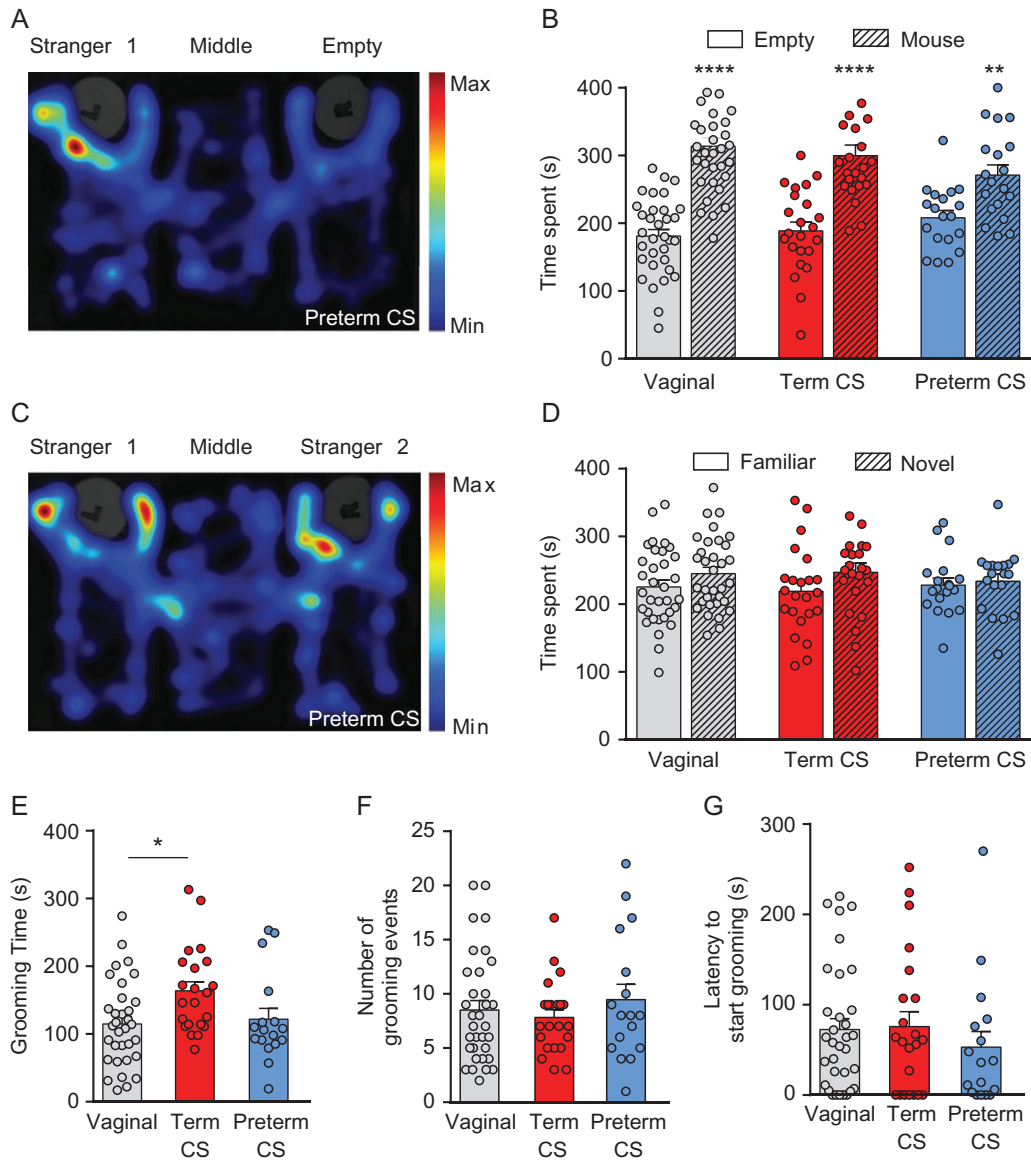 A
Stranger 1 Middle Empty
L
R
Max
Min
Preterm CS
B
Empty Mouse
**** **** **
Time spent (s)
400
300
200
100
0
Vaginal Term CS Preterm CS
C
Stranger 1 Middle Stranger 2
L
R
Max
Min
Preterm CS
D
Familiar Novel
Time spent (s)
400
300
200
100
0
Vaginal Term CS Preterm CS
E
*
Grooming Time (s)
400
300
200
100
0
Vaginal Term Preterm
CS CS
F
Number of
grooming events
25
20
15
10
5
0
Vaginal Term Preterm
CS CS
G
Latency to
start grooming (s)
300
200
100
0
Vaginal Term Preterm
CS CS